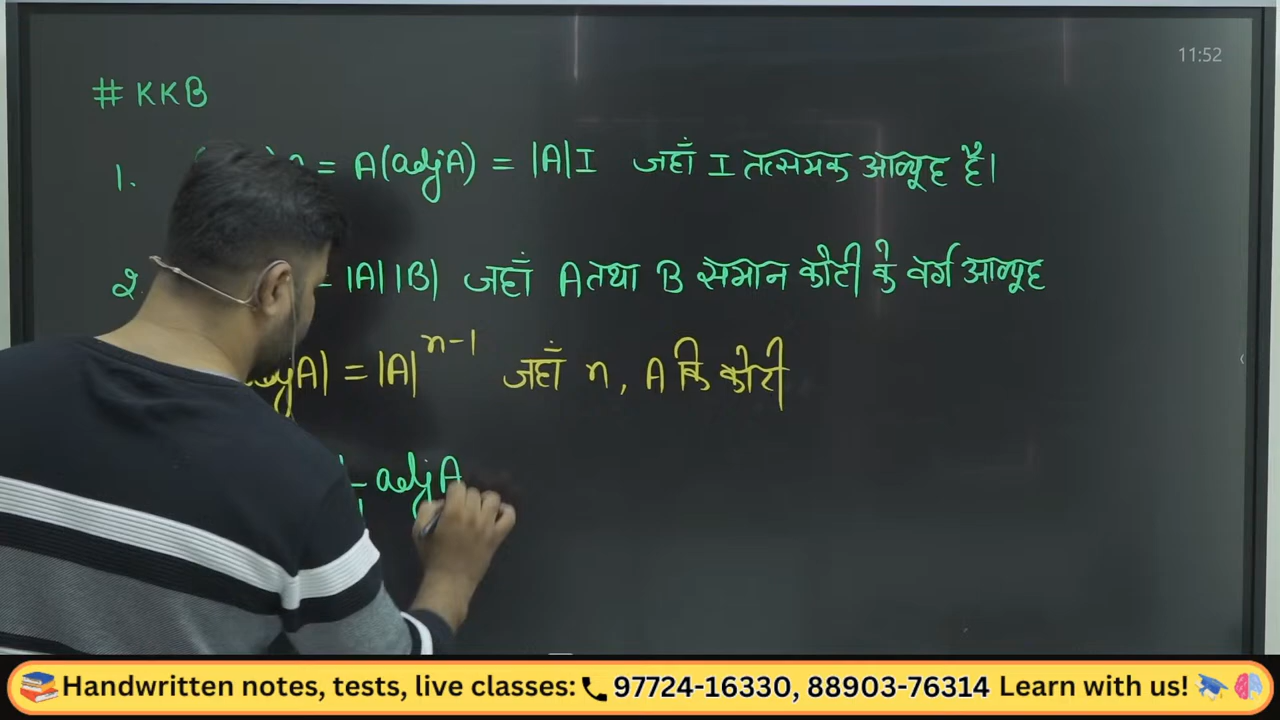 11:52
# KKB
1. = A(adjA) = |A|I जहाँ I तत्समक आव्यूह है।
2. = |A| |B| जहाँ A तथा B समान कोटी के वर्ग आव्यूह
adjA| = |A|^{n-1} जहाँ n, A कि कोटी
adjA
Handwritten notes, tests, live classes: 97724-16330, 88903-76314 Learn with us!